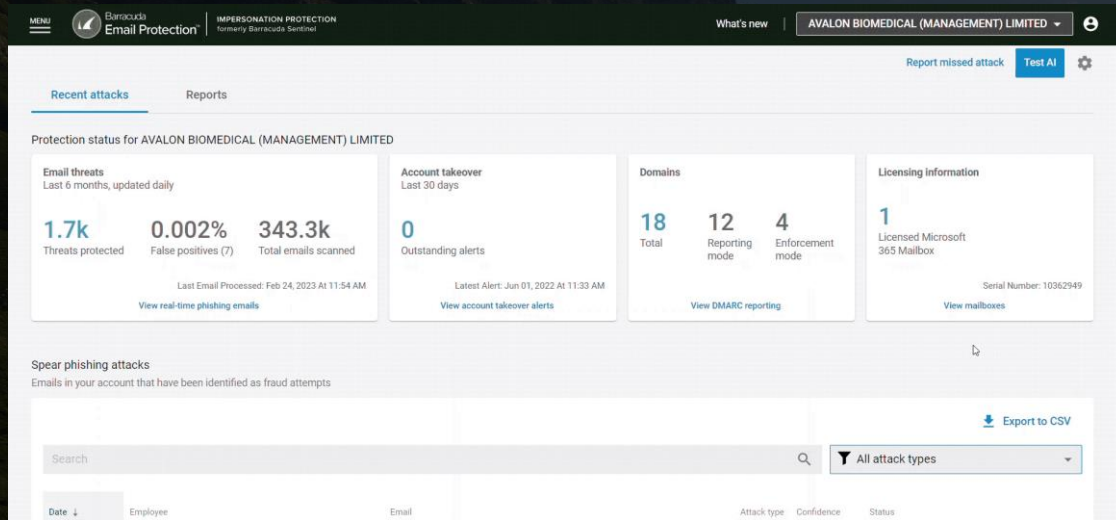 MENU
Barracuda
Email Protection™
IMPERSONATION PROTECTION
formerly Barracuda Sentinel
What's new
AVALON BIOMEDICAL (MANAGEMENT) LIMITED
Report missed attack
Test AI
Recent attacks
Reports
Protection status for AVALON BIOMEDICAL (MANAGEMENT) LIMITED
Email threats
Last 6 months, updated daily
1.7k
Threats protected
0.002%
False positives (7)
343.3k
Total emails scanned
Last Email Processed: Feb 24, 2023 At 11:54 AM
View real-time phishing emails
Account takeover
Last 30 days
0
Outstanding alerts
Latest Alert: Jun 01, 2022 At 11:33 AM
View account takeover alerts
Domains
18
Total
12
Reporting
mode
4
Enforcement
mode
View DMARC reporting
Licensing information
1
Licensed Microsoft
365 Mailbox
Serial Number: 10362949
View mailboxes
Spear phishing attacks
Emails in your account that have been identified as fraud attempts
Export to CSV
Search
All attack types
Date ↓
Employee
Email
Attack type
Confidence
Status